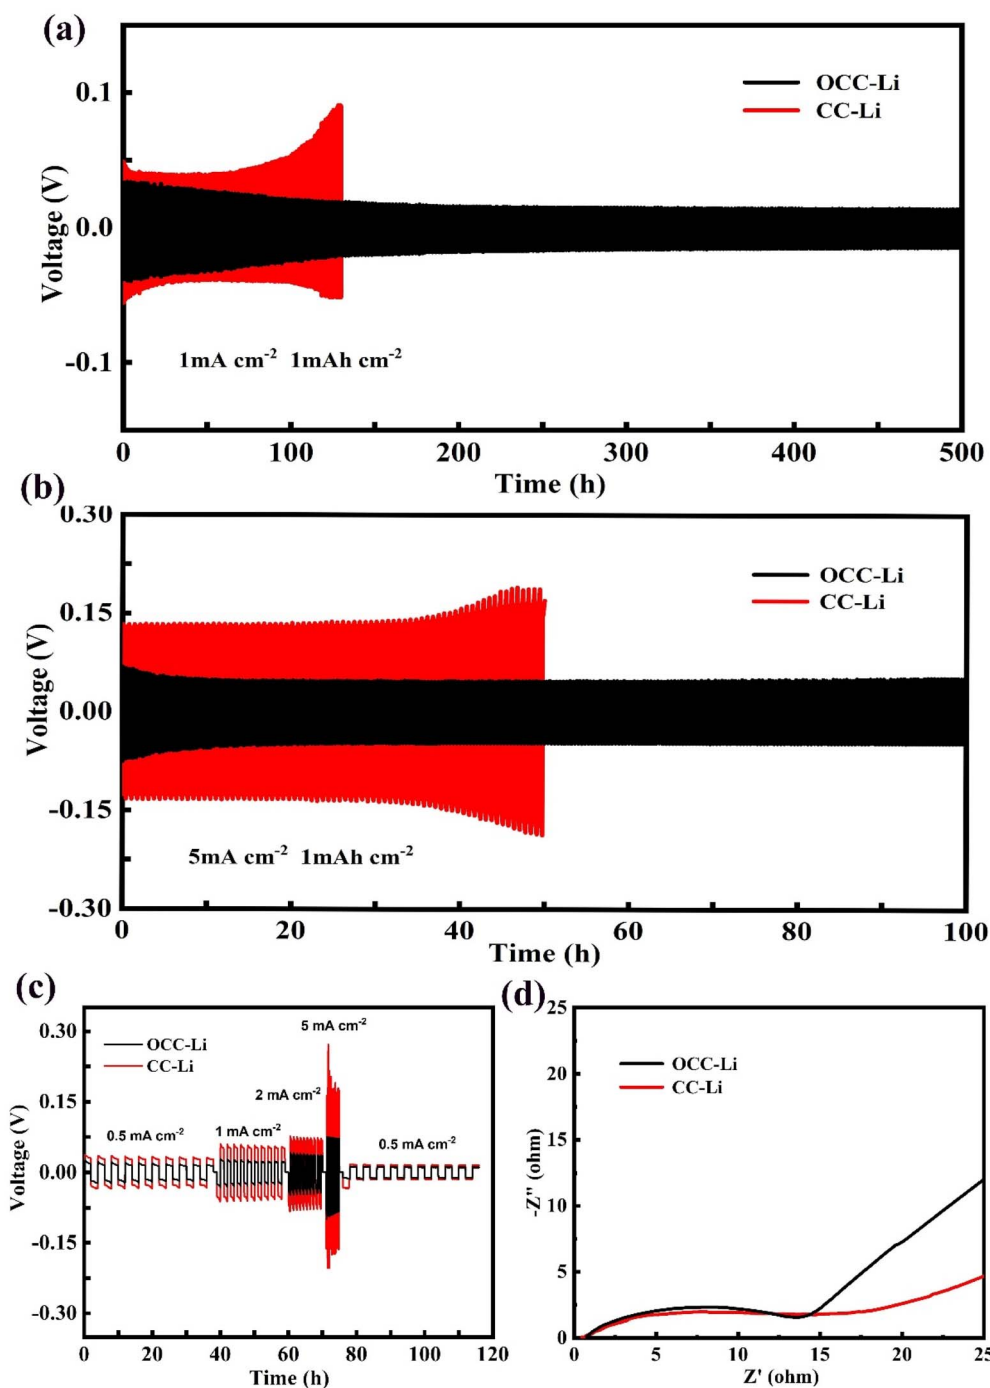 (a)
OCC-Li
CC-Li
0.1
0.0
-0.1
Voltage (V)
1mA cm⁻² 1mAh cm⁻²
0 100 200 300 400 500
Time (h)
(b)
0.30
0.15
0.00
-0.15
-0.30
Voltage (V)
OCC-Li
CC-Li
5mA cm⁻² 1mAh cm⁻²
0 20 40 60 80 100
Time (h)
(c)
0.30
0.15
0.00
-0.15
-0.30
Voltage (V)
OCC-Li
CC-Li
5 mA cm⁻²
2 mA cm⁻²
0.5 mA cm⁻²
1 mA cm⁻²
0.5 mA cm⁻²
0 20 40 60 80 100 120
Time (h)
(d)
25
20
15
10
5
0
-Z" (ohm)
OCC-Li
CC-Li
0 5 10 15 20 25
Z' (ohm)